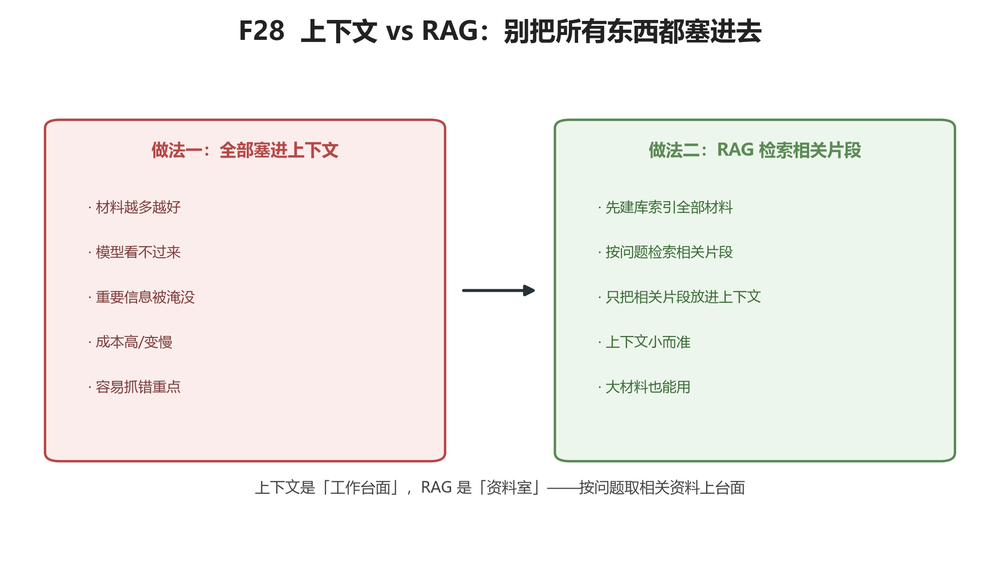 F28 上下文 vs RAG：别把所有东西都塞进去
做法一：全部塞进上下文
· 材料越多越好
· 模型看不过来
· 重要信息被淹没
· 成本高/变慢
· 容易抓错重点
做法二：RAG 检索相关片段
· 先建库索引全部材料
· 按问题检索相关片段
· 只把相关片段放进上下文
· 上下文小而准
· 大材料也能用
上下文是「工作台面」，RAG 是「资料室」——按问题取相关资料上台面